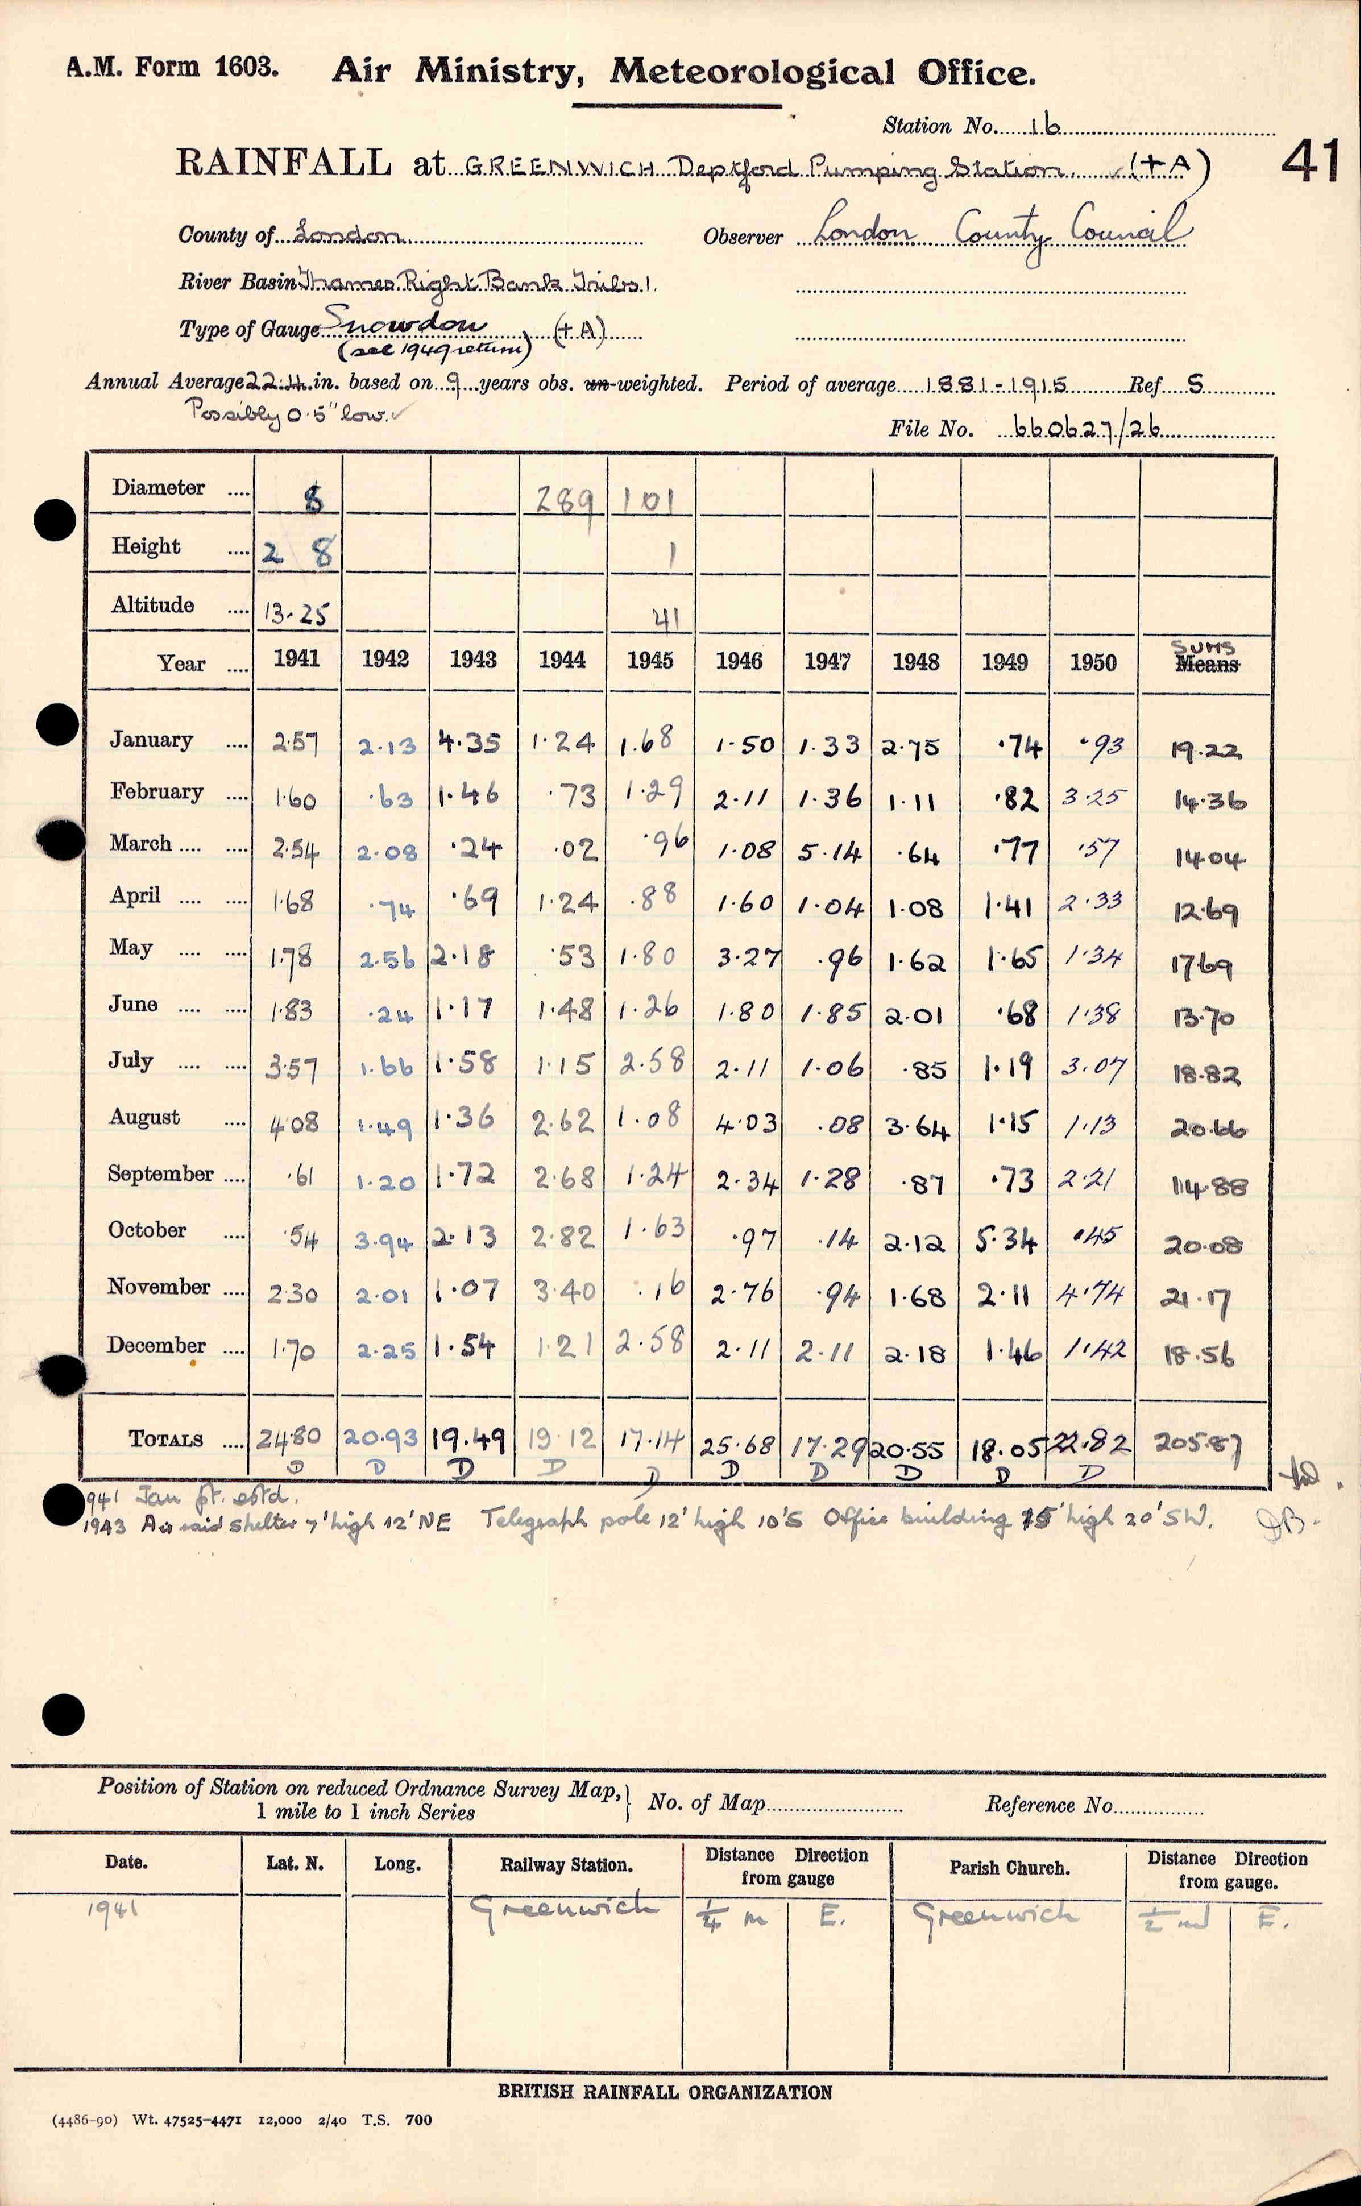 A.M. Form 1603. Air Ministry, Meteorological Office.
Station No. 16
41
RAINFALL at GREENWICH Deptford Pumping Station. ✓ (+A)
County of London Observer London County Council
River Basin Thames Right Bank Tribs 1.
Type of Gauge Snowdon (+A)
(see 1949 return)
Annual Average 22.4 in. based on 9 years obs. un-weighted. Period of average 1881-1915 Ref S
Possibly 0.5" low. ✓
File No. 660627/26
Diameter .... 8 289 101
Height .... 2 8 1
Altitude .... 13.25 41
SUMS
Year .... 1941 1942 1943 1944 1945 1946 1947 1948 1949 1950 Means
January .... 2.57 2.13 4.35 1.24 1.68 1.50 1.33 2.75 .74 .93 19.22
February .... 1.60 .63 1.46 .73 1.29 2.11 1.36 1.11 .82 3.25 14.36
March .... .... 2.54 2.08 .24 .02 .96 1.08 5.14 .64 .77 .57 14.04
April .... .... 1.68 .74 .69 1.24 .88 1.60 1.04 1.08 1.41 2.33 12.69
May .... .... 1.78 2.56 2.18 .53 1.80 3.27 .96 1.62 1.65 1.34 17.69
June .... .... 1.83 .24 1.17 1.48 1.26 1.80 1.85 2.01 .68 1.38 13.70
July .... .... 3.57 1.66 1.58 1.15 2.58 2.11 1.06 .85 1.19 3.07 18.82
August .... 4.08 1.49 1.36 2.62 1.08 4.03 .08 3.64 1.15 1.13 20.66
September .... .61 1.20 1.72 2.68 1.24 2.34 1.28 .87 .73 2.21 14.88
October .... .54 3.94 2.13 2.82 1.63 .97 .14 2.12 5.34 .45 20.08
November .... 2.30 2.01 1.07 3.40 .16 2.76 .94 1.68 2.11 4.74 21.17
December .... 1.70 2.25 1.54 1.21 2.58 2.11 2.11 2.18 1.46 1.42 18.56
TOTALS .... 24.80 20.93 19.49 19.12 17.14 25.68 17.29 20.55 18.05 22.82 205.87
D D D D D D D D D D
1941 Jan pt. estd.
1943 Air raid shelter 7' high 12' NE Telegraph pole 12' high 10' S Office building 15' high 20' SW.
Position of Station on reduced Ordnance Survey Map,
1 mile to 1 inch Series
No. of Map Reference No.
Date. Lat. N. Long. Railway Station. Distance from gauge Direction Parish Church. Distance from gauge. Direction
1941 Greenwich ¼ m E. Greenwich ½ ml E.
BRITISH RAINFALL ORGANIZATION
(4486-90) Wt. 47525-4471 12,000 2/40 T.S. 700